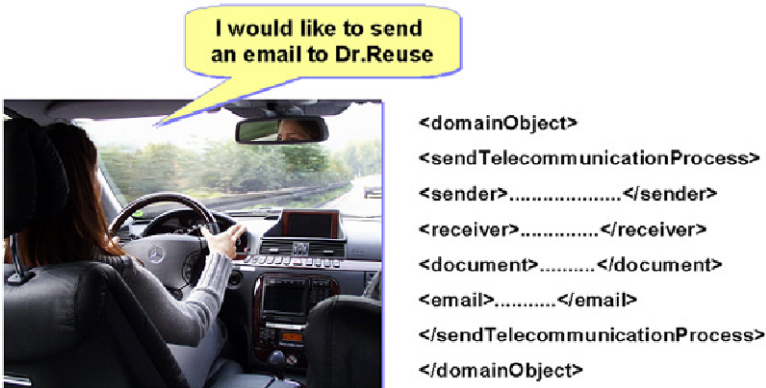 I would like to send
an email to Dr.Reuse
<domainObject>
<sendTelecommunicationProcess>
<sender>....................</sender>
<receiver>..............</receiver>
<document>..........</document>
<email>...........</email>
</sendTelecommunicationProcess>
</domainObject>